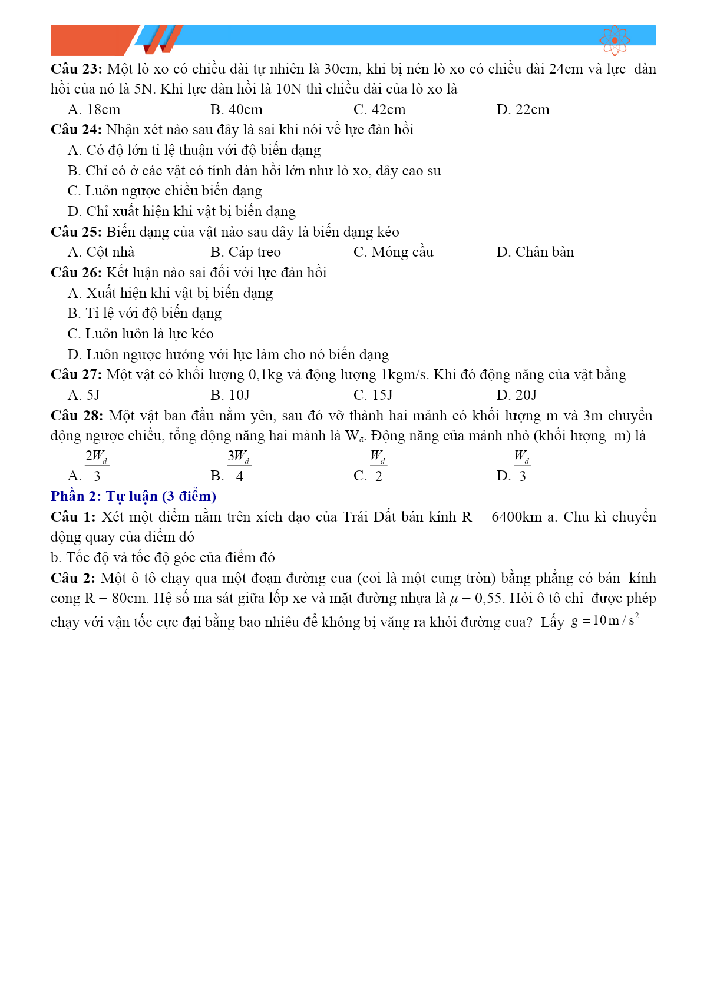 Câu 23: Một lò xo có chiều dài tự nhiên là 30cm, khi bị nén lò xo có chiều dài 24cm và lực đàn
hồi của nó là 5N. Khi lực đàn hồi là 10N thì chiều dài của lò xo là
A. 18cm B. 40cm C. 42cm D. 22cm
Câu 24: Nhận xét nào sau đây là sai khi nói về lực đàn hồi
A. Có độ lớn tỉ lệ thuận với độ biến dạng
B. Chỉ có ở các vật có tính đàn hồi lớn như lò xo, dây cao su
C. Luôn ngược chiều biến dạng
D. Chỉ xuất hiện khi vật bị biến dạng
Câu 25: Biến dạng của vật nào sau đây là biến dạng kéo
A. Cột nhà B. Cáp treo C. Móng cầu D. Chân bàn
Câu 26: Kết luận nào sai đối với lực đàn hồi
A. Xuất hiện khi vật bị biến dạng
B. Tỉ lệ với độ biến dạng
C. Luôn luôn là lực kéo
D. Luôn ngược hướng với lực làm cho nó biến dạng
Câu 27: Một vật có khối lượng 0,1kg và động lượng 1kgm/s. Khi đó động năng của vật bằng
A. 5J B. 10J C. 15J D. 20J
Câu 28: Một vật ban đầu nằm yên, sau đó vỡ thành hai mảnh có khối lượng m và 3m chuyển
động ngược chiều, tổng động năng hai mảnh là Wđ. Động năng của mảnh nhỏ (khối lượng m) là
A. 2W_d/3 B. 3W_d/4 C. W_d/2 D. W_d/3
Phần 2: Tự luận (3 điểm)
Câu 1: Xét một điểm nằm trên xích đạo của Trái Đất bán kính R = 6400km a. Chu kì chuyển
động quay của điểm đó
b. Tốc độ và tốc độ góc của điểm đó
Câu 2: Một ô tô chạy qua một đoạn đường cua (coi là một cung tròn) bằng phẳng có bán kính
cong R = 80cm. Hệ số ma sát giữa lốp xe và mặt đường nhựa là μ = 0,55. Hỏi ô tô chỉ được phép
chạy với vận tốc cực đại bằng bao nhiêu để không bị văng ra khỏi đường cua? Lấy g = 10 m / s²